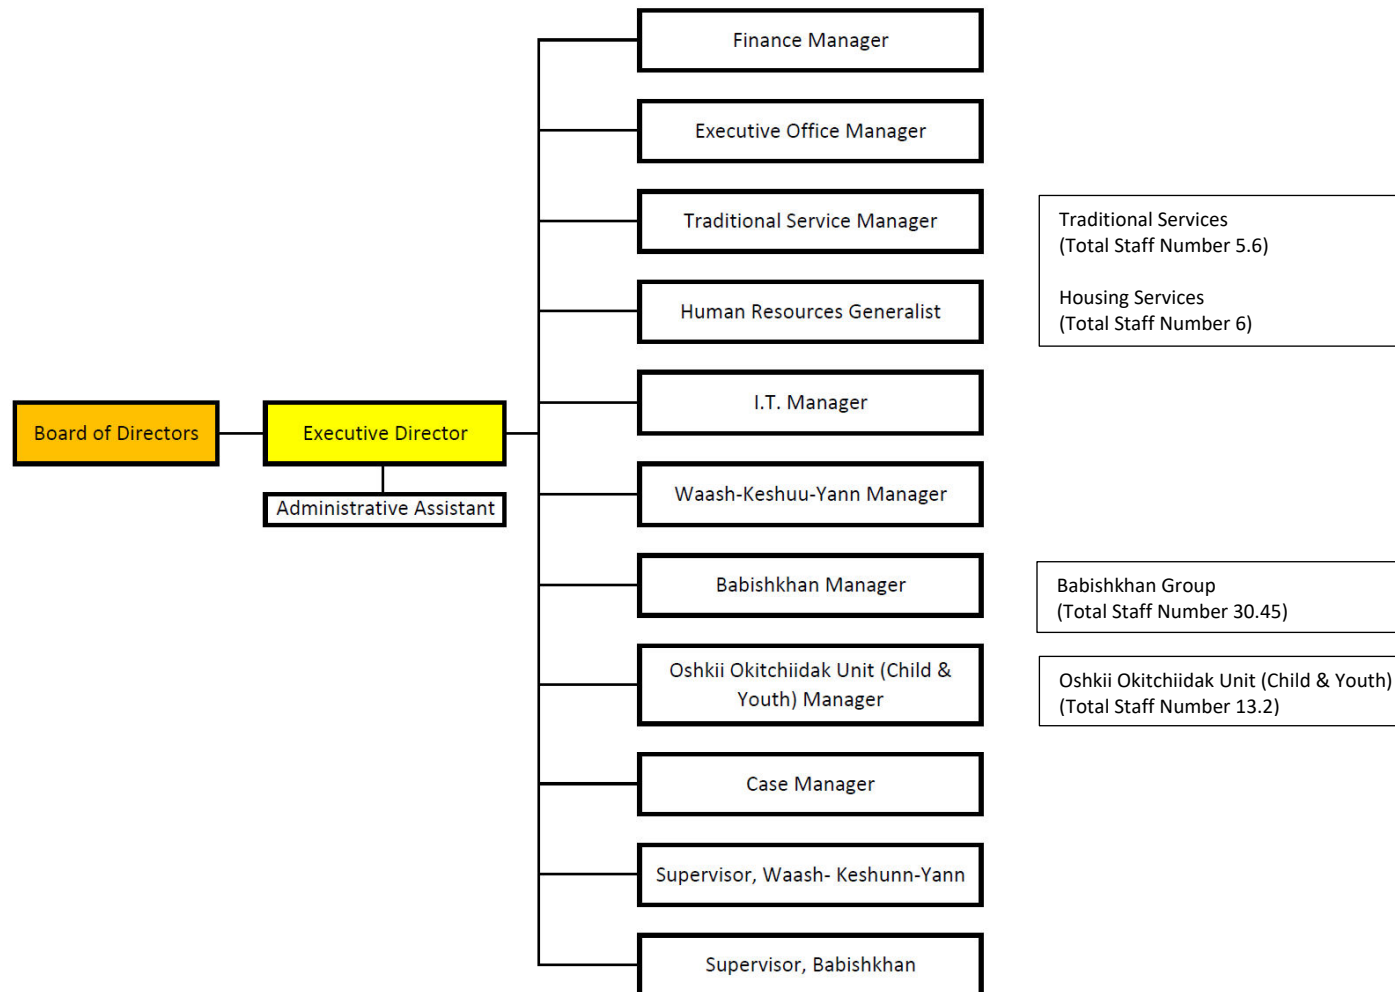 Finance Manager
Executive Office Manager
Traditional Service Manager
Traditional Services
(Total Staff Number 5.6)
Housing Services
(Total Staff Number 6)
Human Resources Generalist
I.T. Manager
Board of Directors
Executive Director
Administrative Assistant
Waash-Keshuu-Yann Manager
Babishkhan Manager
Babishkhan Group
(Total Staff Number 30.45)
Oshkii Okitchiidak Unit (Child &
Youth) Manager
Oshkii Okitchiidak Unit (Child & Youth)
(Total Staff Number 13.2)
Case Manager
Supervisor, Waash- Keshunn-Yann
Supervisor, Babishkhan